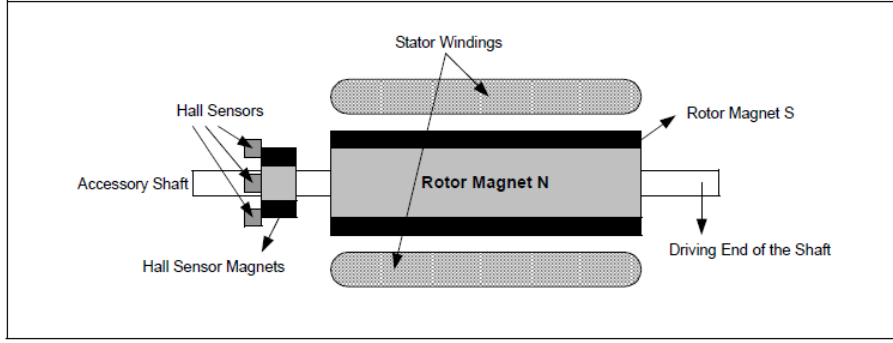 Stator Windings
Hall Sensors
Rotor Magnet S
Accessory Shaft
Rotor Magnet N
Driving End of the Shaft
Hall Sensor Magnets